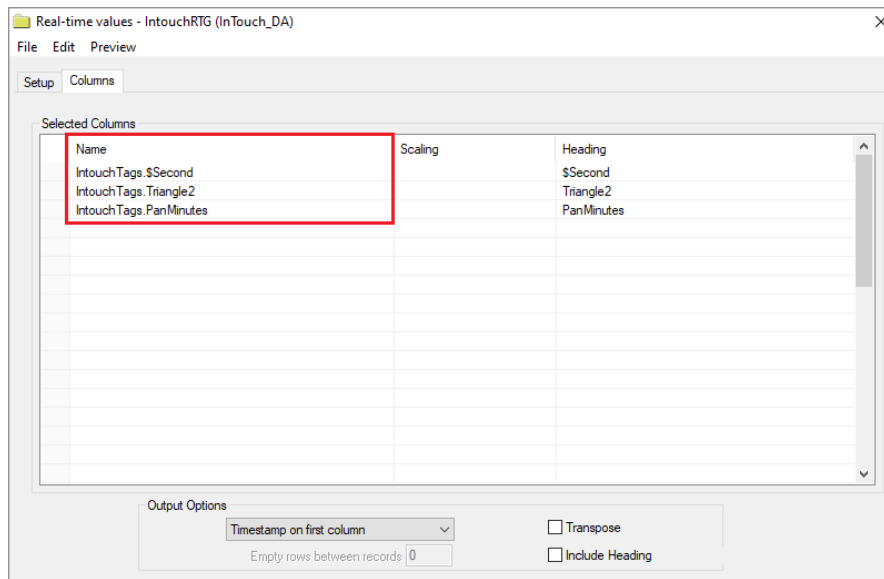 Real-time values - IntouchRTG (InTouch_DA)
File Edit Preview
Setup Columns
Selected Columns
Name Scaling Heading
IntouchTags.$Second $Second
IntouchTags.Triangle2 Triangle2
IntouchTags.PanMinutes PanMinutes
Output Options
Timestamp on first column Transpose
Empty rows between records 0 Include Heading